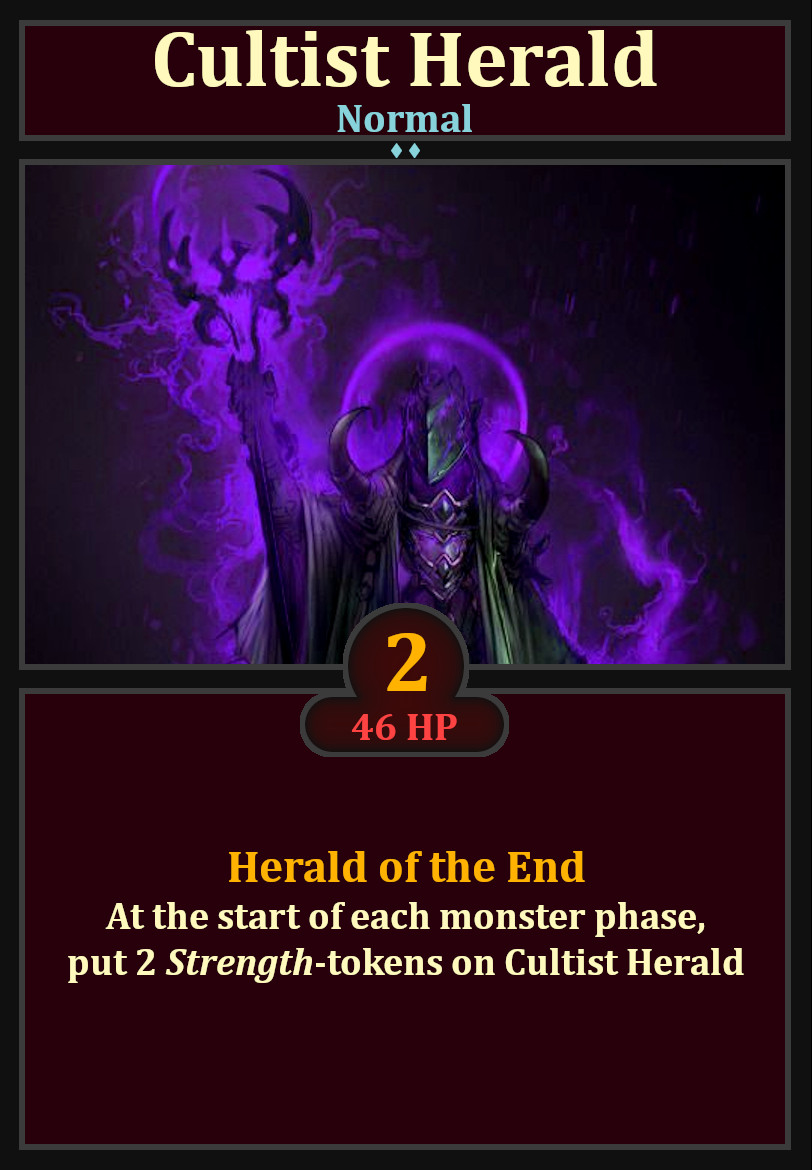 Cultist Herald
Normal
♦♦
2
46 HP
Herald of the End
At the start of each monster phase,
put 2 Strength-tokens on Cultist Herald